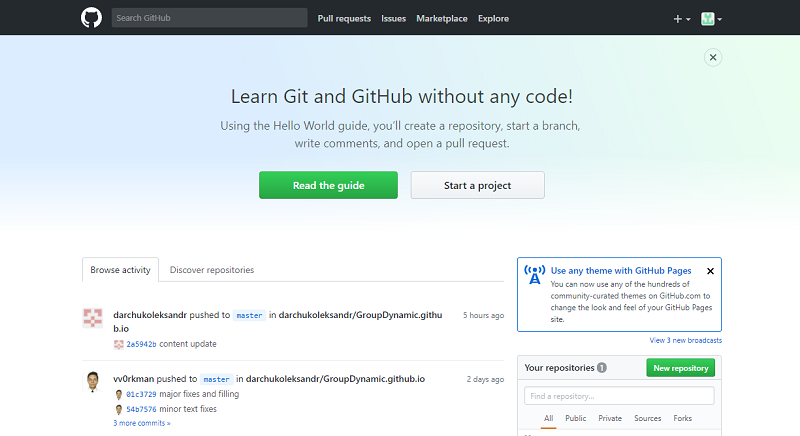 Search GitHub
Pull requests
Issues
Marketplace
Explore
Learn Git and GitHub without any code!
Using the Hello World guide, you'll create a repository, start a branch,
write comments, and open a pull request.
Read the guide
Start a project
Browse activity
Discover repositories
darchukoleksandr pushed to master in darchukoleksandr/GroupDynamic.githu
b.io
5 hours ago
2a5942b content update
vv0rkman pushed to master in darchukoleksandr/GroupDynamic.github.io
2 days ago
01c3729 major fixes and filling
54b7576 minor text fixes
3 more commits »
Use any theme with GitHub Pages
You can now use any of the hundreds of
community-curated themes on GitHub.com to
change the look and feel of your GitHub Pages
site.
View 3 new broadcasts
Your repositories 1
New repository
Find a repository...
All
Public
Private
Sources
Forks